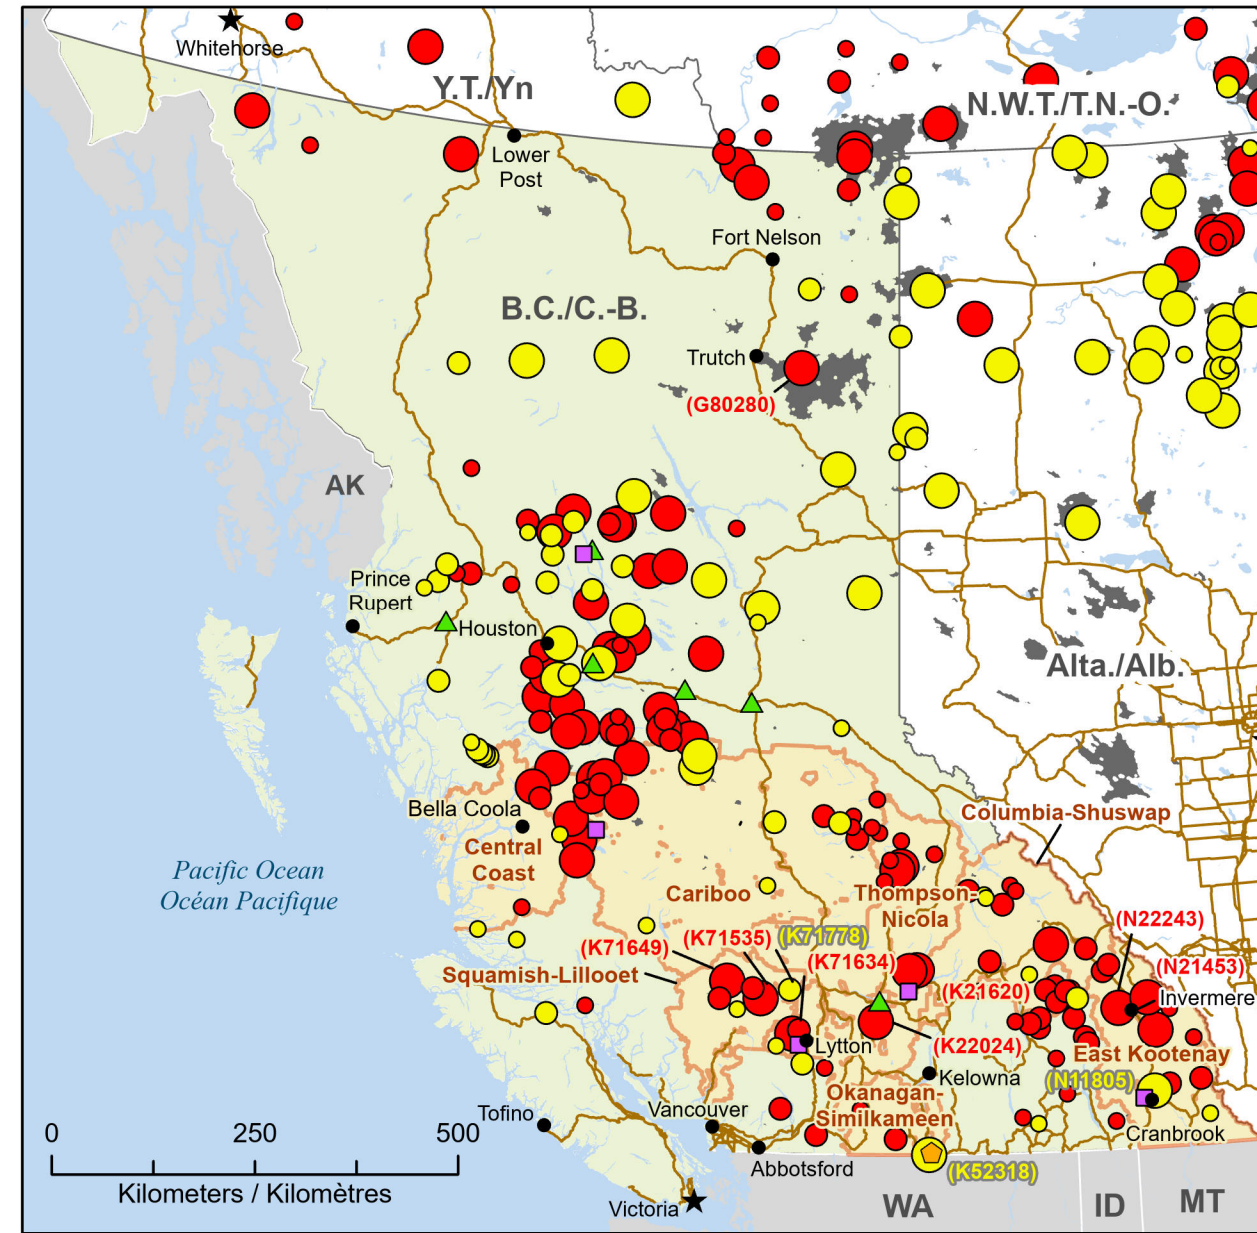 Whitehorse
Y.T./Yn
N.W.T./T.N.-O.
Lower
Post
Fort Nelson
B.C./C.-B.
Trutch
(G80280)
AK
Prince
Rupert
Houston
Alta./Alb.
Bella Coola
Central
Coast
Columbia-Shuswap
Pacific Ocean
Océan Pacifique
Cariboo
Thompson-
Nicola
(N22243)
(K71649)
(K71535)
(K71778)
(K71634)
(N21453)
Squamish-Lillooet
(K21620)
Invermere
Lytton
(K22024)
East Kootenay
Kelowna
(N11805)
Okanagan-
Similkameen
Tofino
Vancouver
Cranbrook
0 250 500
Kilometers / Kilomètres
Abbotsford
(K52318)
Victoria
WA
ID
MT